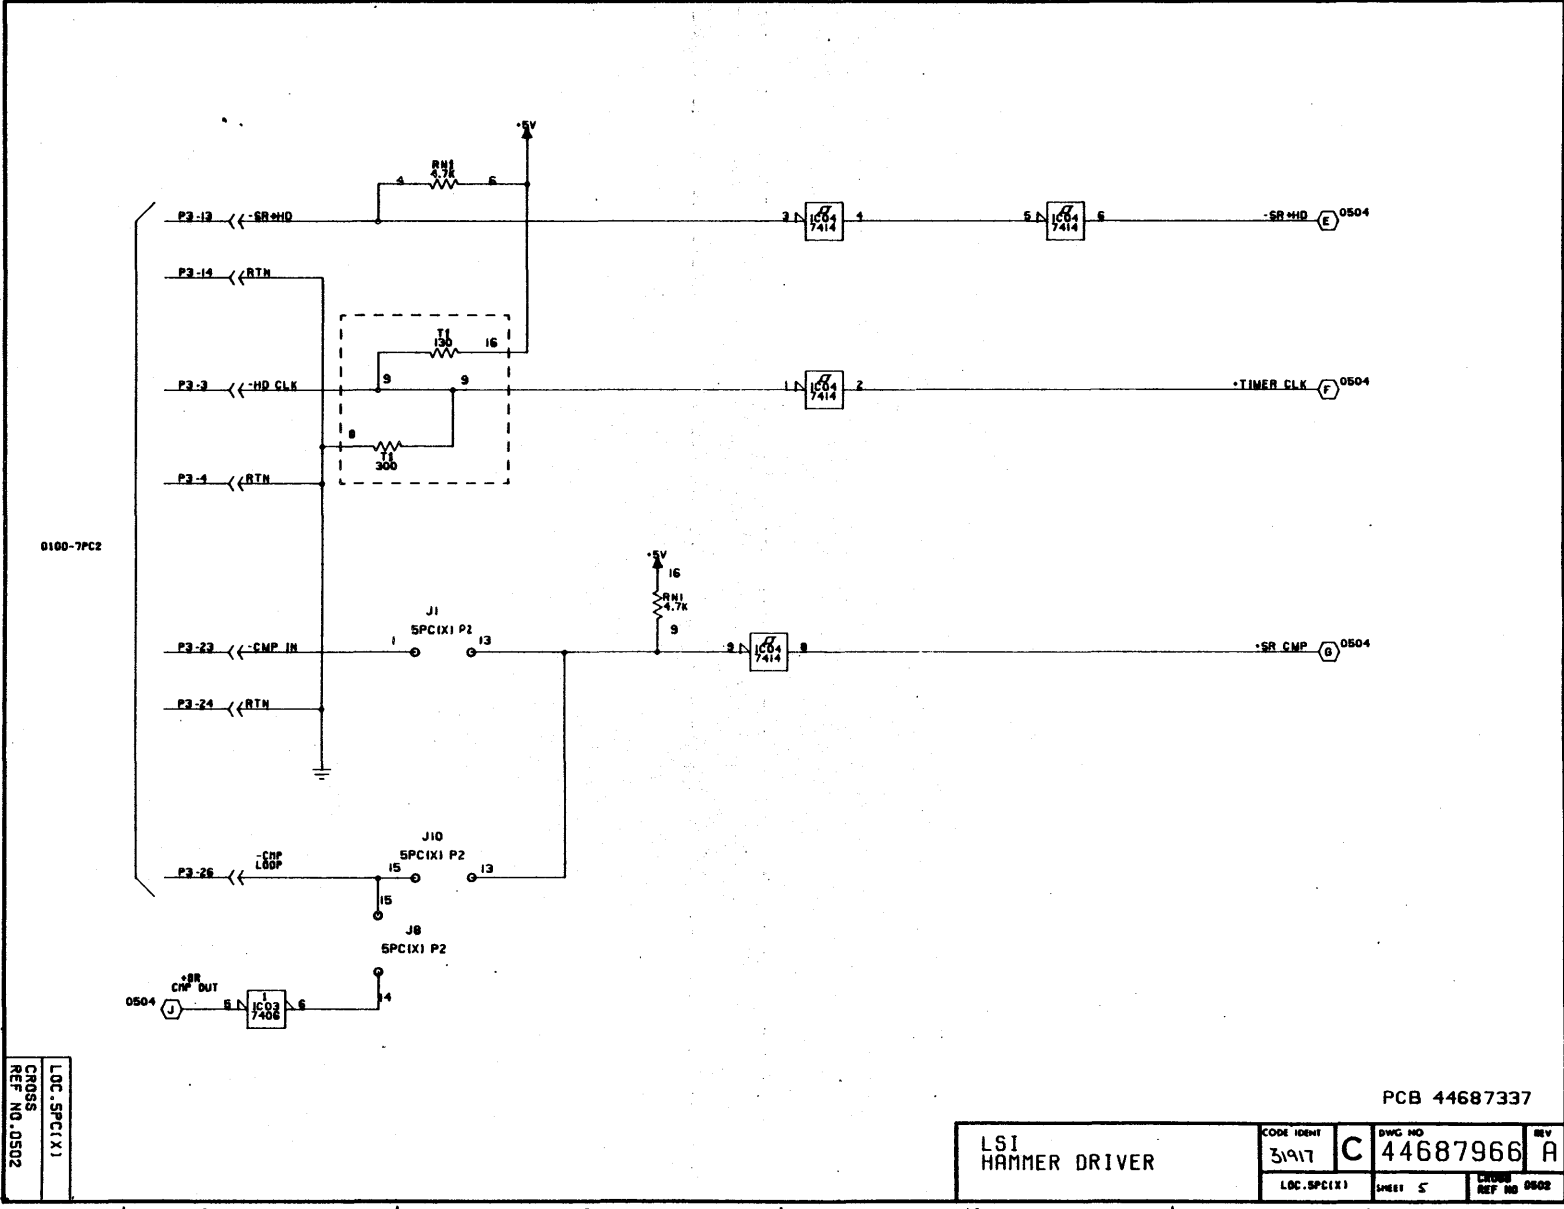 +5V
RN1
4.7K
4 6
P3-13 -SR+HD 3 IC04 7414 4 5 IC04 7414 6 -SR+HD E 0504
P3-14 RTN
T1
130 16
P3-3 -HD CLK 9 9 1 IC04 7414 2 +TIMER CLK F 0504
8
T1
300
P3-4 RTN
0100-7PC2
+5V
16
RN1
4.7K
9
J1
5PC(X) P2
P3-23 -CMP IN 1 13 9 IC04 7414 8 +SR CMP G 0504
P3-24 RTN
J10
5PC(X) P2
P3-26 -CMP LOOP 15 13
15
J8
5PC(X) P2
14
+SR
CMP OUT
0504 J 5 1 IC03 7406 6
LOC.5PC(X)
CROSS
REF NO.0502
PCB 44687337
LSI
HAMMER DRIVER
CODE IDENT
31917
C
DWG NO
44687966
REV
A
LOC.5PC(X)
SHEET 5
CROSS
REF NO 0502